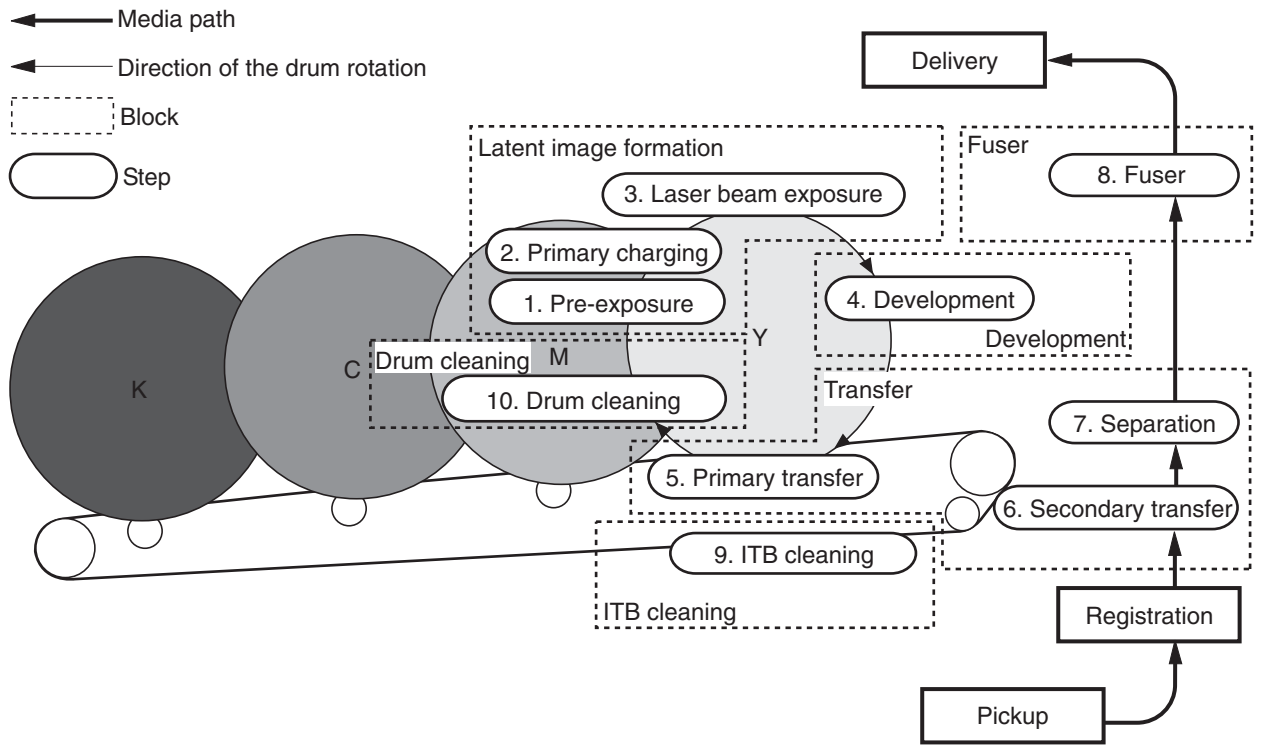 Media path
Direction of the drum rotation
Block
Step
Delivery
Latent image formation
Fuser
3. Laser beam exposure
8. Fuser
2. Primary charging
1. Pre-exposure
4. Development
Development
Y
Drum cleaning
M
C
K
10. Drum cleaning
Transfer
7. Separation
5. Primary transfer
6. Secondary transfer
9. ITB cleaning
ITB cleaning
Registration
Pickup